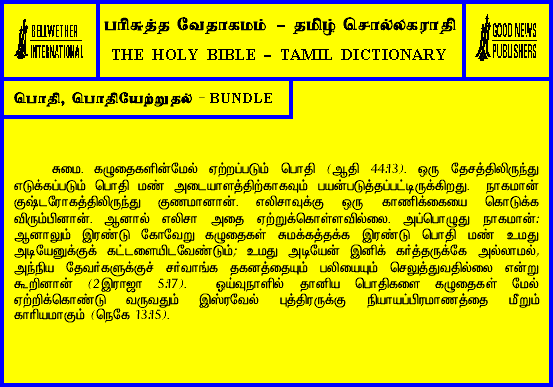 BELLWETHER
INTERNATIONAL
பரிசுத்த வேதாகமம் - தமிழ் சொல்லகராதி
THE HOLY BIBLE - TAMIL DICTIONARY
GOOD NEWS
PUBLISHERS
பொதி, பொதியேற்றுதல் - BUNDLE
சுமை. கழுதைகளின்மேல் ஏற்றப்படும் பொதி (ஆதி 44:13). ஒரு தேசத்திலிருந்து
எடுக்கப்படும் பொதி மண் அடையாளத்திற்காகவும் பயன்படுத்தப்பட்டிருக்கிறது. நாகமான்
குஷ்டரோகத்திலிருந்து குணமானான். எலிசாவுக்கு ஒரு காணிக்கையை கொடுக்க
விரும்பினான். ஆனால் எலிசா அதை ஏற்றுக்கொள்ளவில்லை. அப்பொழுது நாகமான்:
ஆனாலும் இரண்டு கோவேறு கழுதைகள் சுமக்கத்தக்க இரண்டு பொதி மண் உமது
அடியேனுக்குக் கட்டளையிடவேண்டும்; உமது அடியேன் இனிக் கர்த்தருக்கே அல்லாமல்,
அந்நிய தேவர்களுக்குச் சர்வாங்க தகனத்தையும் பலியையும் செலுத்துவதில்லை என்று
கூறினான் (2இராஜா 5:17). ஓய்வுநாளில் தானிய பொதிகளை கழுதைகள் மேல்
ஏற்றிக்கொண்டு வருவதும் இஸ்ரவேல் புத்திரருக்கு நியாயப்பிரமாணத்தை மீறும்
காரியமாகும் (நெகே 13:15).